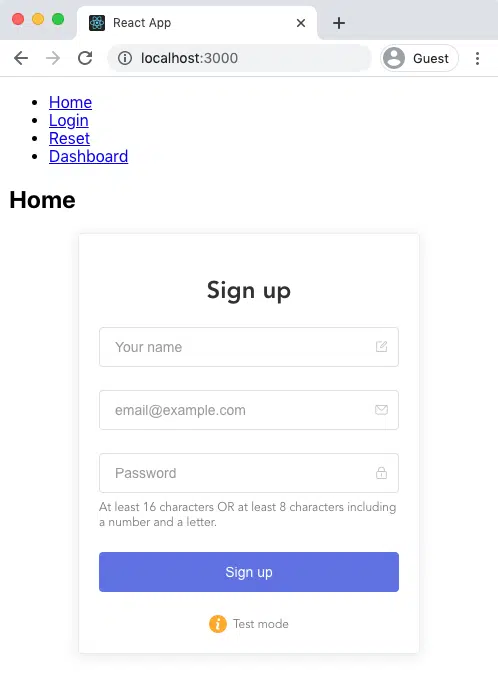 React App
localhost:3000
Guest
Home
Login
Reset
Dashboard
Home
Sign up
Your name
email@example.com
Password
At least 16 characters OR at least 8 characters including
a number and a letter.
Sign up
Test mode